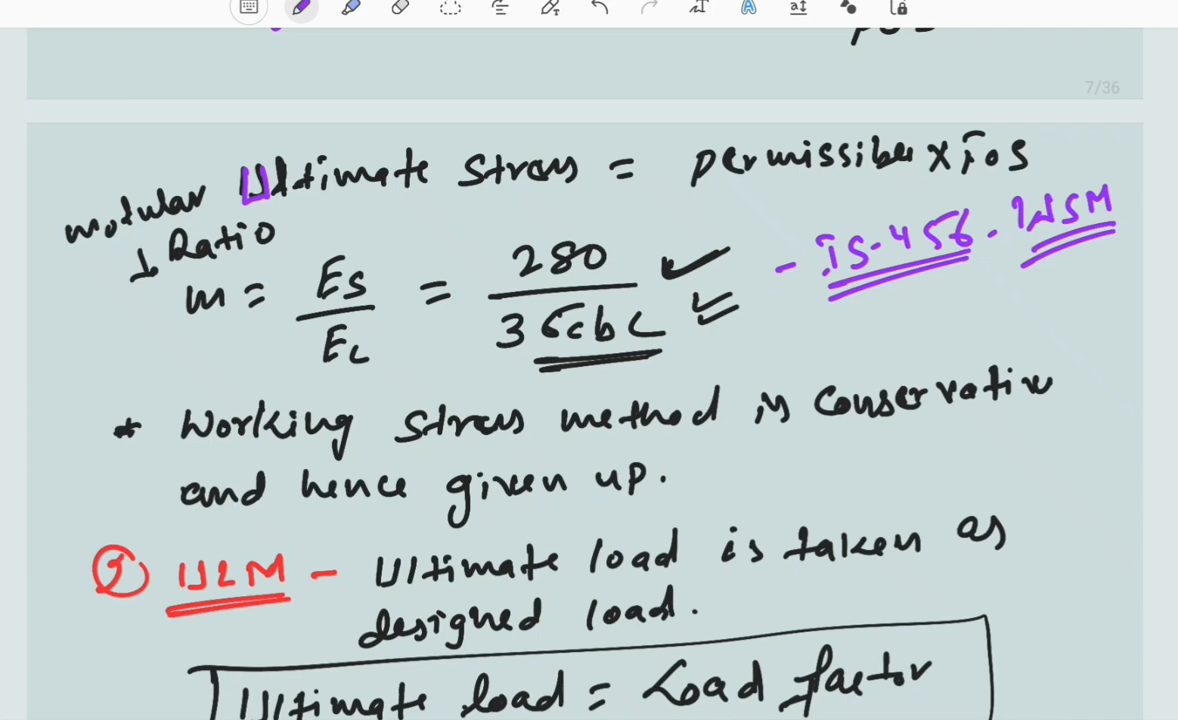 7/36
Ultimate Stress = permissible x FOS
modular
Ratio
m = Es/Ec = 280/3σcbc
- IS-456. WSM
* Working stress method is conservative
and hence given up.
② ULM - Ultimate load is taken as
designed load.
Ultimate load = Load factor